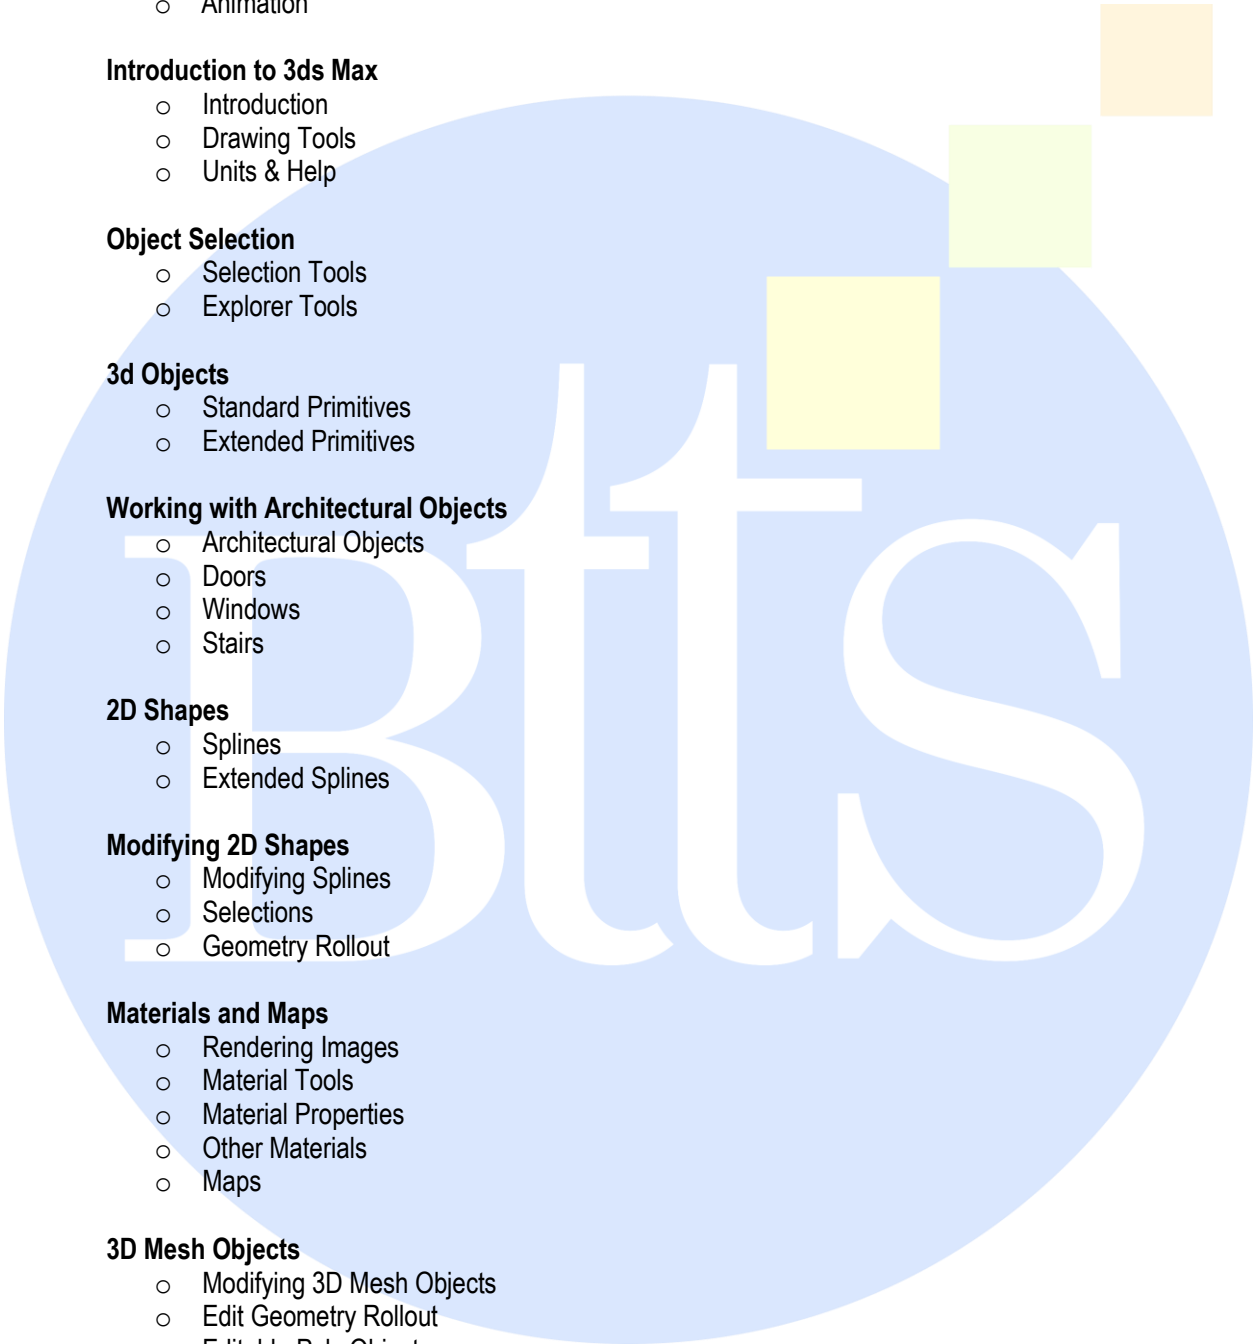 o Animation
Introduction to 3ds Max
o Introduction
o Drawing Tools
o Units & Help
Object Selection
o Selection Tools
o Explorer Tools
3d Objects
o Standard Primitives
o Extended Primitives
Working with Architectural Objects
o Architectural Objects
o Doors
o Windows
o Stairs
2D Shapes
o Splines
o Extended Splines
Modifying 2D Shapes
o Modifying Splines
o Selections
o Geometry Rollout
Materials and Maps
o Rendering Images
o Material Tools
o Material Properties
o Other Materials
o Maps
3D Mesh Objects
o Modifying 3D Mesh Objects
o Edit Geometry Rollout
Btts